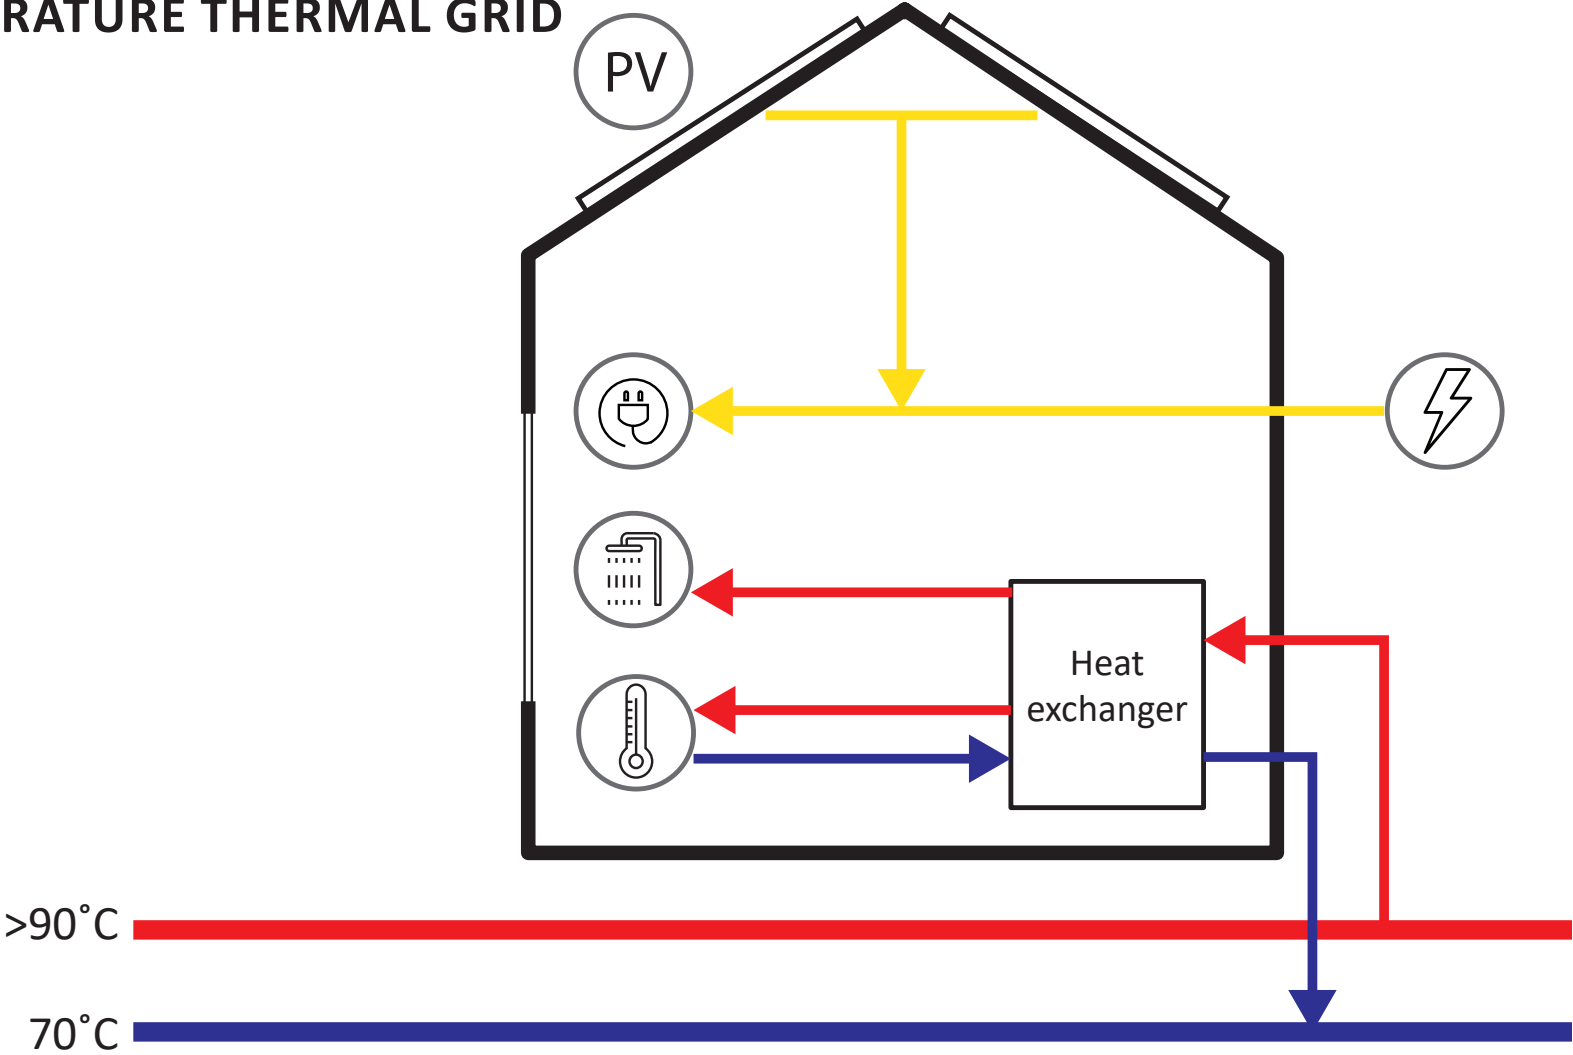 RATURE THERMAL GRID
PV
Heat
exchanger
>90˚C
70˚C